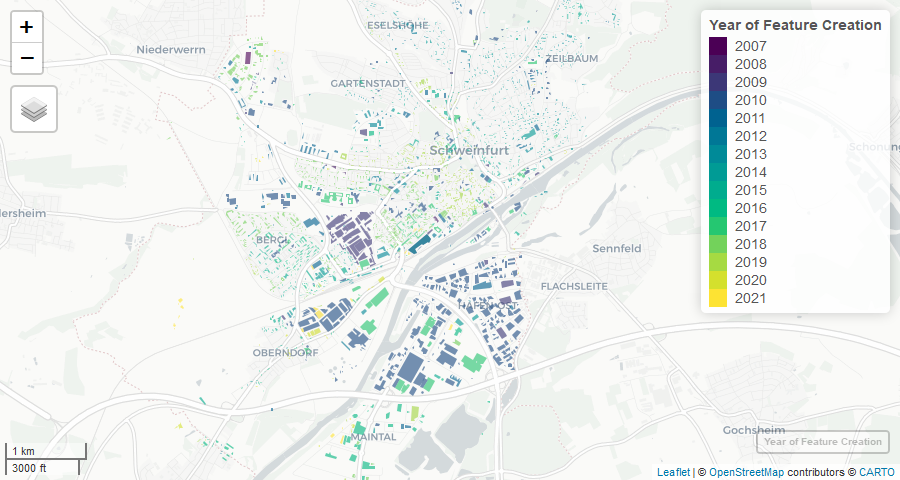 +
−
ESELSHÖHE
Niederwerrn
ZEILBAUM
GARTENSTADT
Schweinfurt
Schonung
dersheim
BERGL
Sennfeld
FLACHSLEITE
HAFEN-OST
OBERNDORF
MAINTAL
Gochsheim
Year of Feature Creation
2007
2008
2009
2010
2011
2012
2013
2014
2015
2016
2017
2018
2019
2020
2021
Year of Feature Creation
1 km
3000 ft
Leaflet | © OpenStreetMap contributors © CARTO